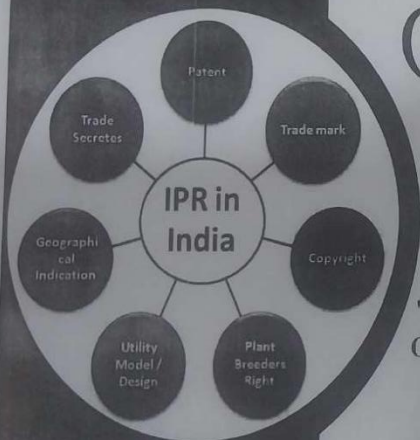 Patent
Trade mark
Copyright
Plant
Breeders
Right
Utility
Model /
Design
Geographi
cal
Indication
Trade
Secretes
IPR in
India